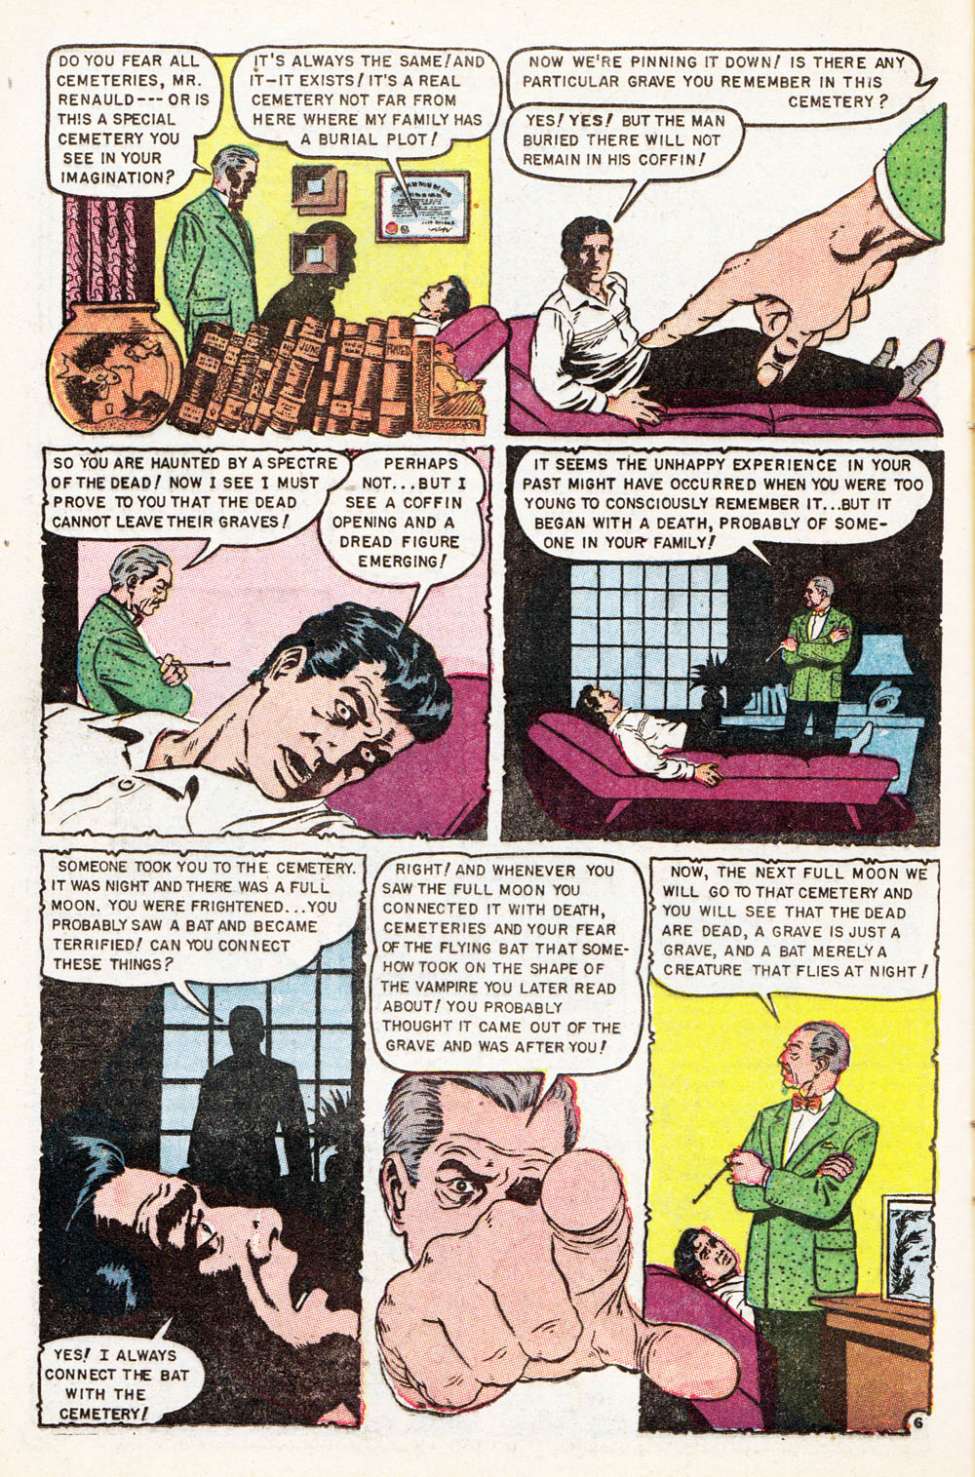 DO YOU FEAR ALL
CEMETERIES, MR.
RENAULD---OR IS
THIS A SPECIAL
CEMETERY YOU
SEE IN YOUR
IMAGINATION?
IT'S ALWAYS THE SAME! AND
IT-IT EXISTS! IT'S A REAL
CEMETERY NOT FAR FROM
HERE WHERE MY FAMILY HAS
A BURIAL PLOT!
NOW WE'RE PINNING IT DOWN! IS THERE ANY
PARTICULAR GRAVE YOU REMEMBER IN THIS
CEMETERY?
YES! YES! BUT THE MAN
BURIED THERE WILL NOT
REMAIN IN HIS COFFIN!
SO YOU ARE HAUNTED BY A SPECTRE
OF THE DEAD! NOW I SEE I MUST
PROVE TO YOU THAT THE DEAD
CANNOT LEAVE THEIR GRAVES!
PERHAPS
NOT...BUT I
SEE A COFFIN
OPENING AND A
DREAD FIGURE
EMERGING!
IT SEEMS THE UNHAPPY EXPERIENCE IN YOUR
PAST MIGHT HAVE OCCURRED WHEN YOU WERE TOO
YOUNG TO CONSCIOUSLY REMEMBER IT...BUT IT
BEGAN WITH A DEATH, PROBABLY OF SOME-
ONE IN YOUR FAMILY!
SOMEONE TOOK YOU TO THE CEMETERY.
IT WAS NIGHT AND THERE WAS A FULL
MOON. YOU WERE FRIGHTENED...YOU
PROBABLY SAW A BAT AND BECAME
TERRIFIED! CAN YOU CONNECT
THESE THINGS?
YES! I ALWAYS
CONNECT THE BAT
WITH THE
CEMETERY!
RIGHT! AND WHENEVER YOU
SAW THE FULL MOON YOU
CONNECTED IT WITH DEATH,
CEMETERIES AND YOUR FEAR
OF THE FLYING BAT THAT SOME-
HOW TOOK ON THE SHAPE OF
THE VAMPIRE YOU LATER READ
ABOUT! YOU PROBABLY
THOUGHT IT CAME OUT OF THE
GRAVE AND WAS AFTER YOU!
NOW, THE NEXT FULL MOON WE
WILL GO TO THAT CEMETERY AND
YOU WILL SEE THAT THE DEAD
ARE DEAD, A GRAVE IS JUST A
GRAVE, AND A BAT MERELY A
CREATURE THAT FLIES AT NIGHT!
6